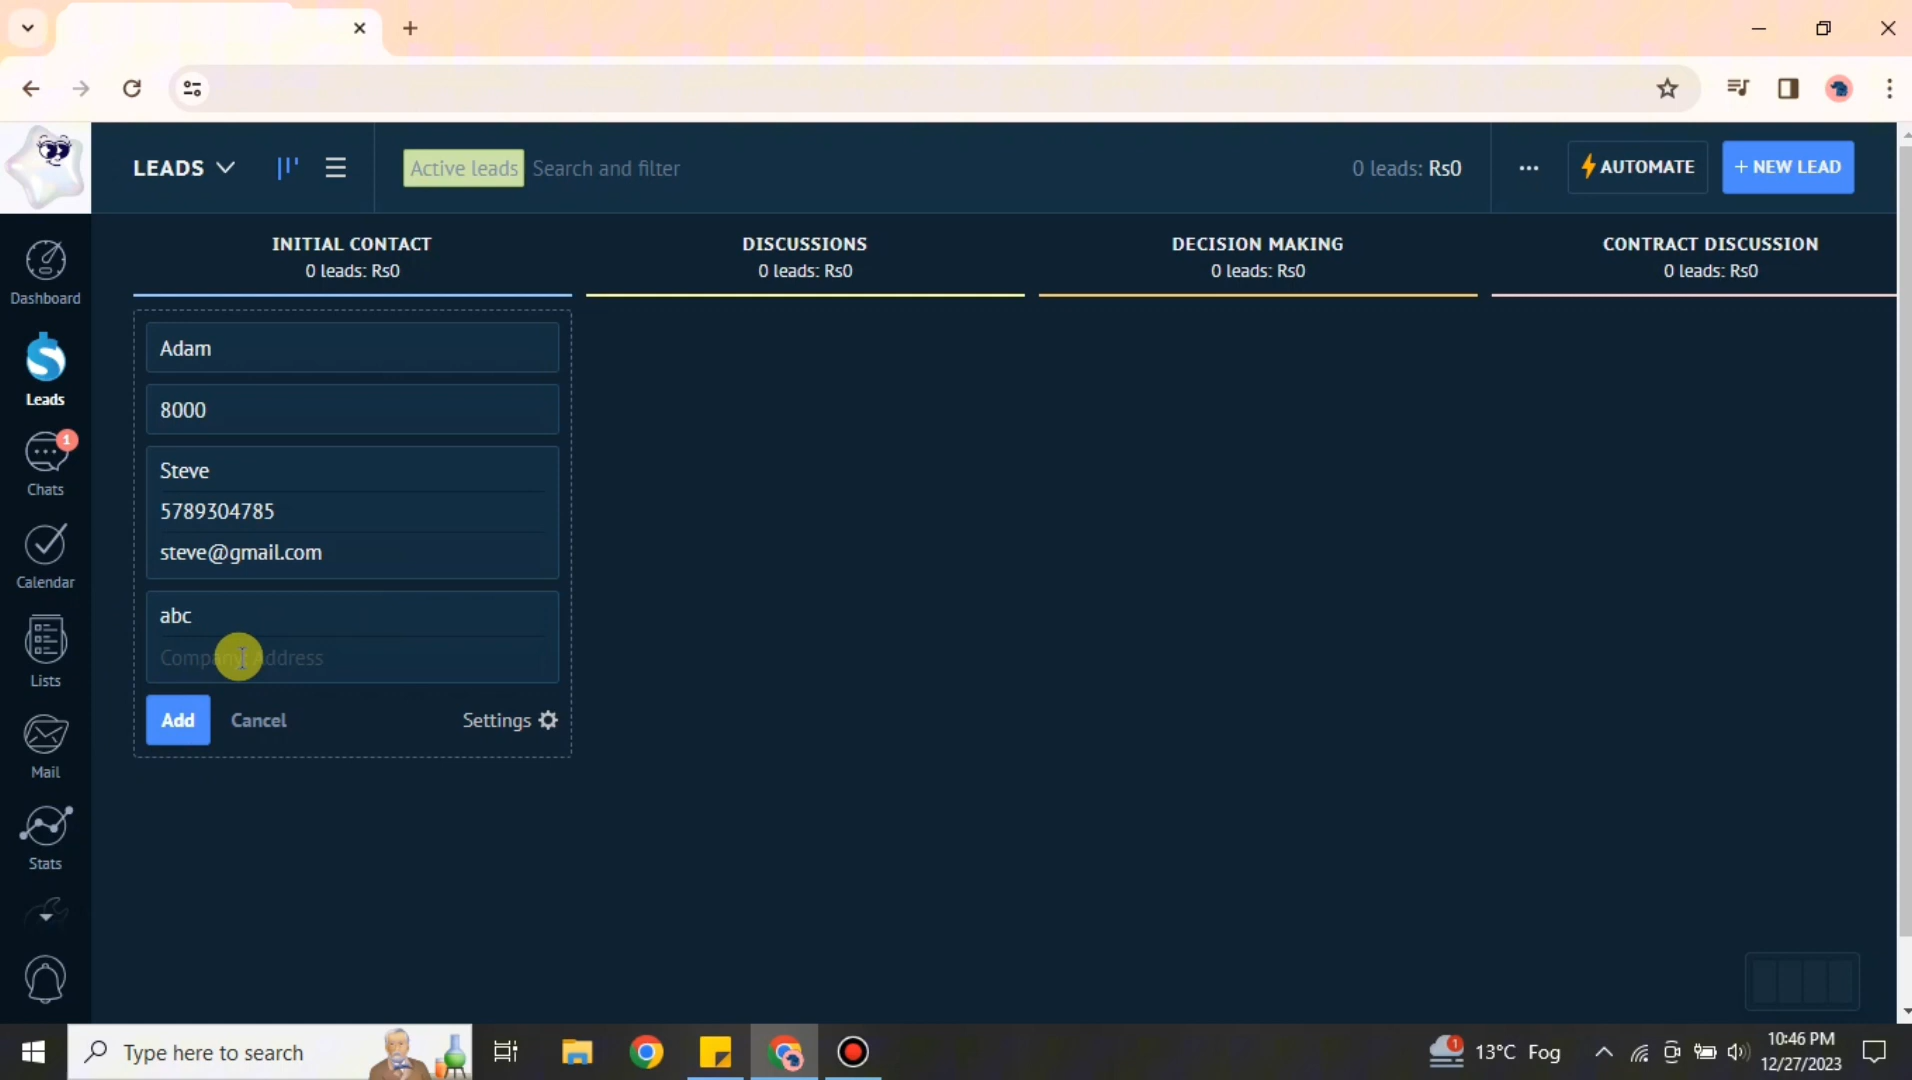 LEADS
Active leads
Search and filter
0 leads: Rs0
AUTOMATE
+ NEW LEAD
INITIAL CONTACT
0 leads: Rs0
DISCUSSIONS
0 leads: Rs0
DECISION MAKING
0 leads: Rs0
CONTRACT DISCUSSION
0 leads: Rs0
Dashboard
Leads
1
Chats
Calendar
Lists
Mail
Stats
Adam
8000
Steve
5789304785
steve@gmail.com
abc
Company: Address
Add
Cancel
Settings
Type here to search
1
13°C Fog
10:46 PM
12/27/2023